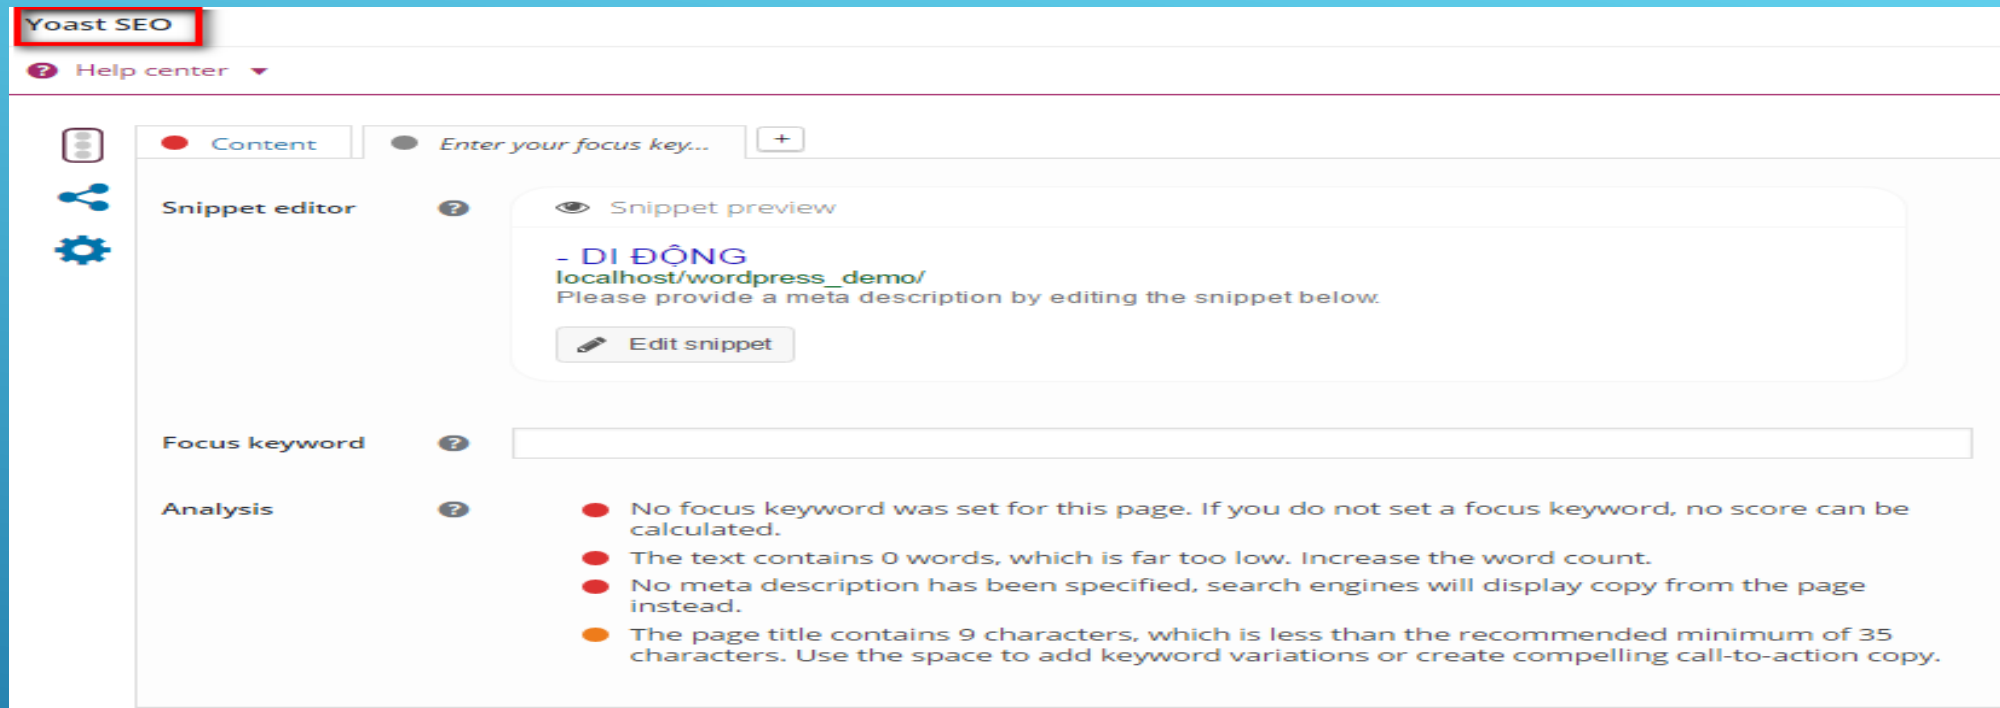 Yoast SEO
Help center
Content
Enter your focus key...
+
Snippet editor
Snippet preview
- DI ĐỘNG
localhost/wordpress_demo/
Please provide a meta description by editing the snippet below.
Edit snippet
Focus keyword
Analysis
No focus keyword was set for this page. If you do not set a focus keyword, no score can be
calculated.
The text contains 0 words, which is far too low. Increase the word count.
No meta description has been specified, search engines will display copy from the page
instead.
The page title contains 9 characters, which is less than the recommended minimum of 35
characters. Use the space to add keyword variations or create compelling call-to-action copy.